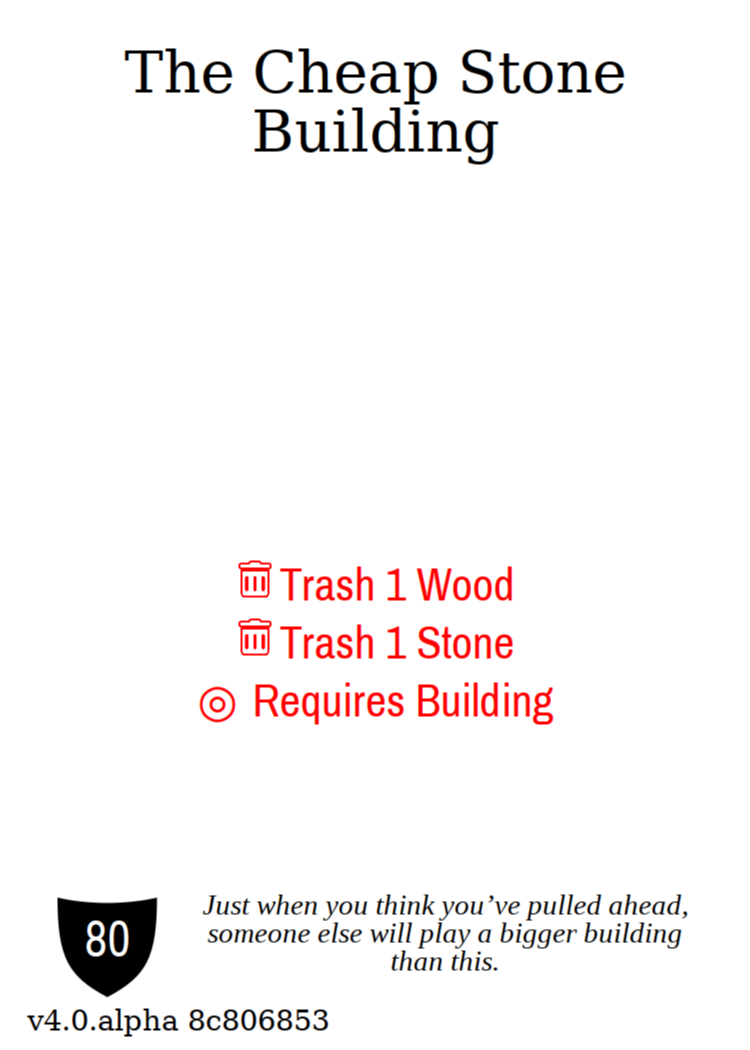 The Cheap Stone
Building
Trash 1 Wood
Trash 1 Stone
Requires Building
80
Just when you think you’ve pulled ahead,
someone else will play a bigger building
than this.
v4.0.alpha 8c806853